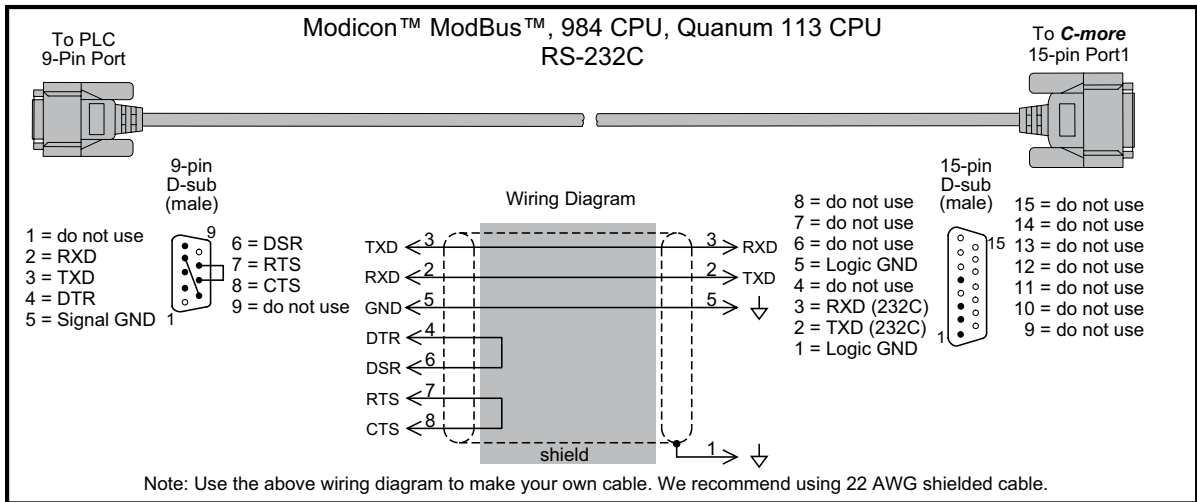 Modicon™ ModBus™, 984 CPU, Quanum 113 CPU
RS-232C
To PLC
9-Pin Port
To C-more
15-pin Port1
9-pin
D-sub
(male)
1 = do not use
2 = RXD
3 = TXD
4 = DTR
5 = Signal GND
9
1
6 = DSR
7 = RTS
8 = CTS
9 = do not use
Wiring Diagram
TXD 3 3 RXD
RXD 2 2 TXD
GND 5 5
DTR 4
DSR 6
RTS 7
CTS 8
shield
1
8 = do not use
7 = do not use
6 = do not use
5 = Logic GND
4 = do not use
3 = RXD (232C)
2 = TXD (232C)
1 = Logic GND
15-pin
D-sub
(male)
15
1
15 = do not use
14 = do not use
13 = do not use
12 = do not use
11 = do not use
10 = do not use
9 = do not use
Note: Use the above wiring diagram to make your own cable. We recommend using 22 AWG shielded cable.